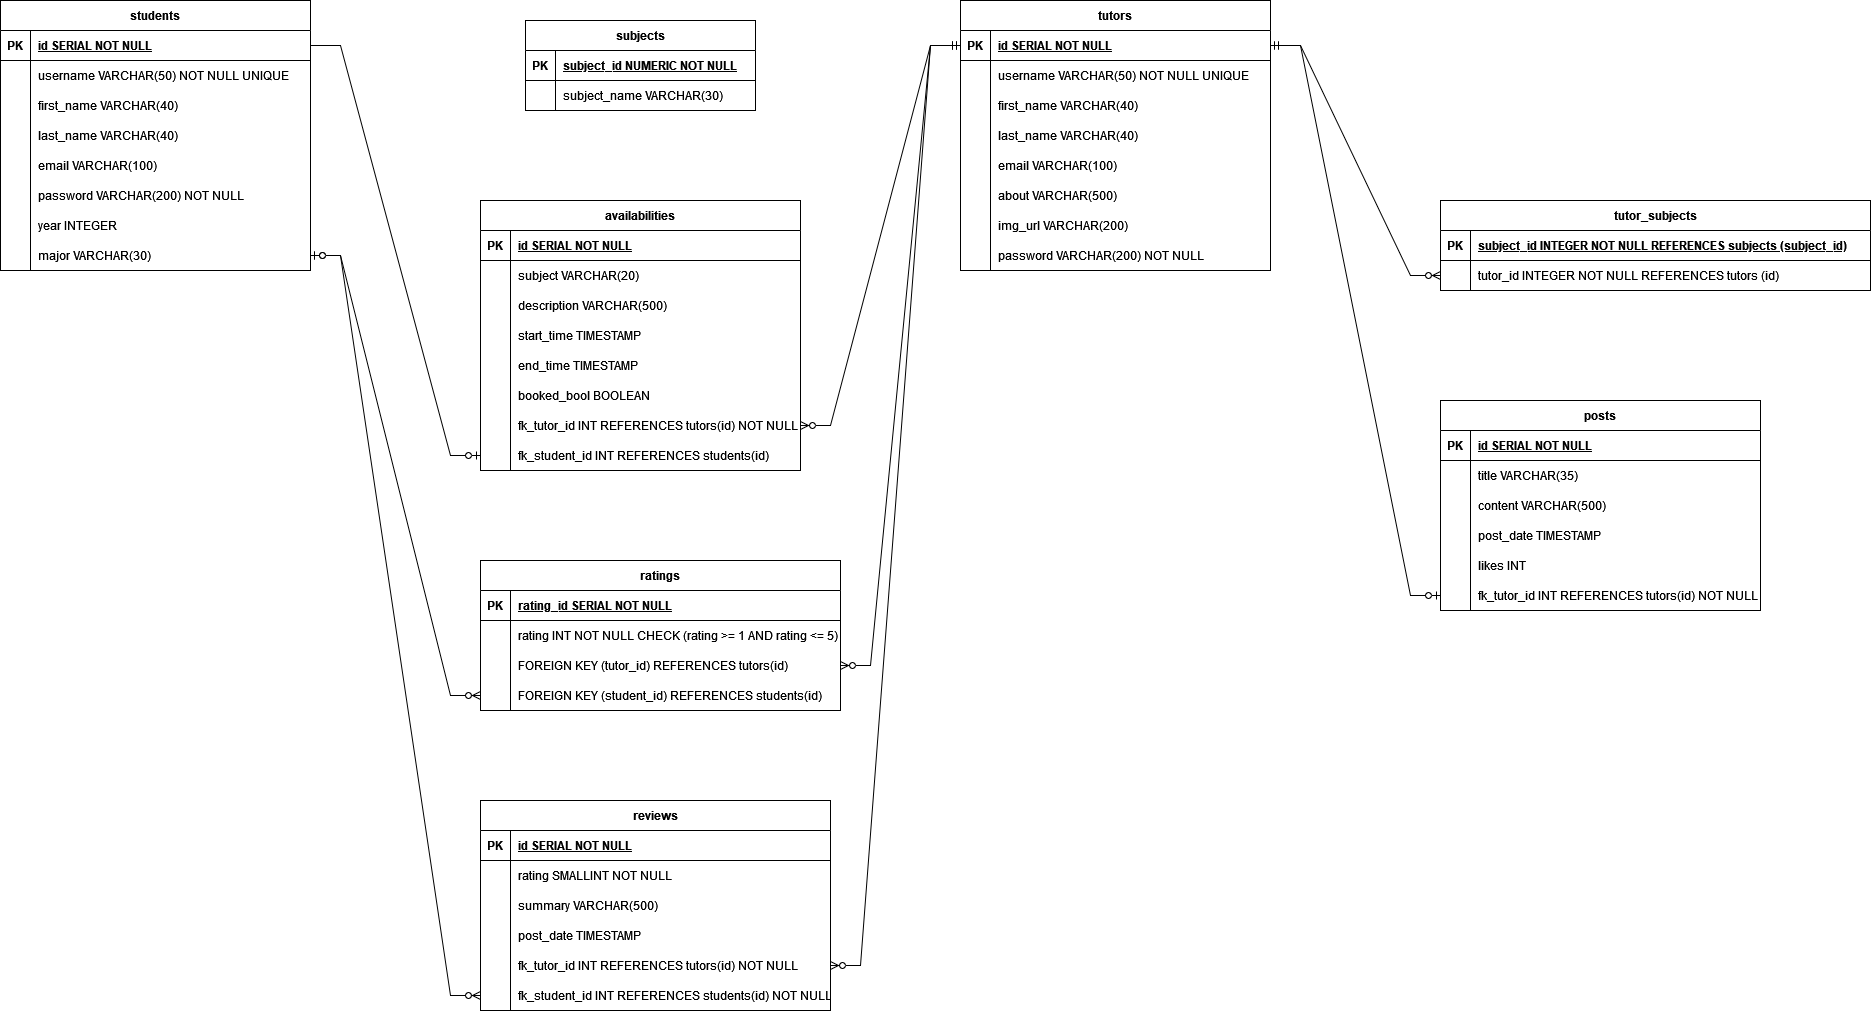 students
PK id SERIAL NOT NULL
username VARCHAR(50) NOT NULL UNIQUE
first_name VARCHAR(40)
last_name VARCHAR(40)
email VARCHAR(100)
password VARCHAR(200) NOT NULL
year INTEGER
major VARCHAR(30)
subjects
PK subject_id NUMERIC NOT NULL
subject_name VARCHAR(30)
tutors
PK id SERIAL NOT NULL
username VARCHAR(50) NOT NULL UNIQUE
first_name VARCHAR(40)
last_name VARCHAR(40)
email VARCHAR(100)
about VARCHAR(500)
img_url VARCHAR(200)
password VARCHAR(200) NOT NULL
availabilities
PK id SERIAL NOT NULL
subject VARCHAR(20)
description VARCHAR(500)
start_time TIMESTAMP
end_time TIMESTAMP
booked_bool BOOLEAN
fk_tutor_id INT REFERENCES tutors(id) NOT NULL
fk_student_id INT REFERENCES students(id)
tutor_subjects
PK subject_id INTEGER NOT NULL REFERENCES subjects (subject_id)
tutor_id INTEGER NOT NULL REFERENCES tutors (id)
posts
PK id SERIAL NOT NULL
title VARCHAR(35)
content VARCHAR(500)
post_date TIMESTAMP
likes INT
fk_tutor_id INT REFERENCES tutors(id) NOT NULL
ratings
PK rating_id SERIAL NOT NULL
rating INT NOT NULL CHECK (rating >= 1 AND rating <= 5)
FOREIGN KEY (tutor_id) REFERENCES tutors(id)
FOREIGN KEY (student_id) REFERENCES students(id)
reviews
PK id SERIAL NOT NULL
rating SMALLINT NOT NULL
summary VARCHAR(500)
post_date TIMESTAMP
fk_tutor_id INT REFERENCES tutors(id) NOT NULL
fk_student_id INT REFERENCES students(id) NOT NULL